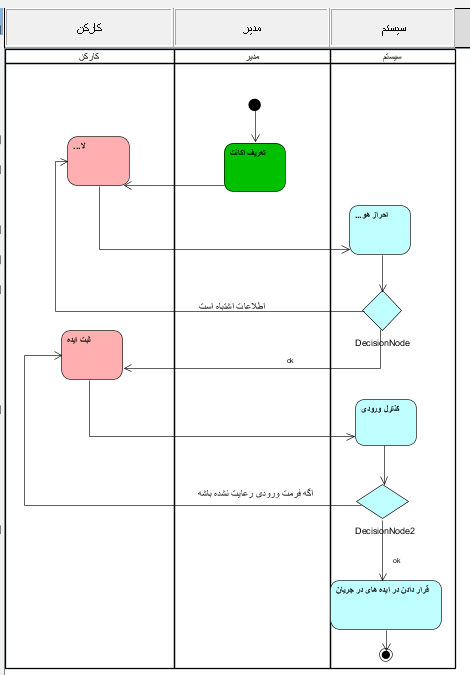 کارکن
مدیر
سیستم
کارکن
مدیر
سیستم
تعریف اکانت
لا...
احراز هو...
اطلاعات اشتباه است
DecisionNode
ثبت ایده
ok
کنترل ورودی
اگه فرمت ورودی رعایت نشده باشه
DecisionNode2
ok
قرار دادن در ایده های در جریان